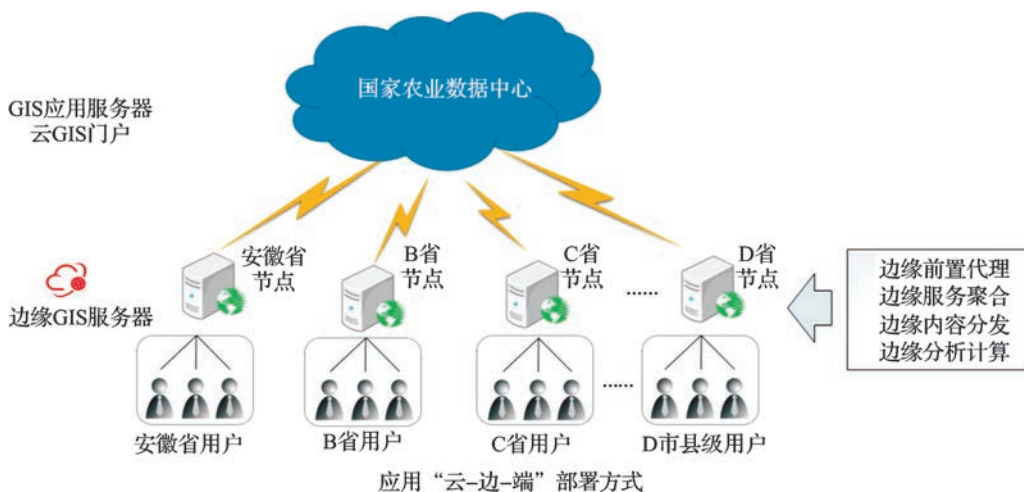 国家农业数据中心
GIS应用服务器
云GIS门户
安徽省
节点
B省
节点
C省
节点
......
D省
节点
边缘GIS服务器
边缘前置代理
边缘服务聚合
边缘内容分发
边缘分析计算
......
安徽省用户
B省用户
C省用户
D市县级用户
应用“云–边–端”部署方式